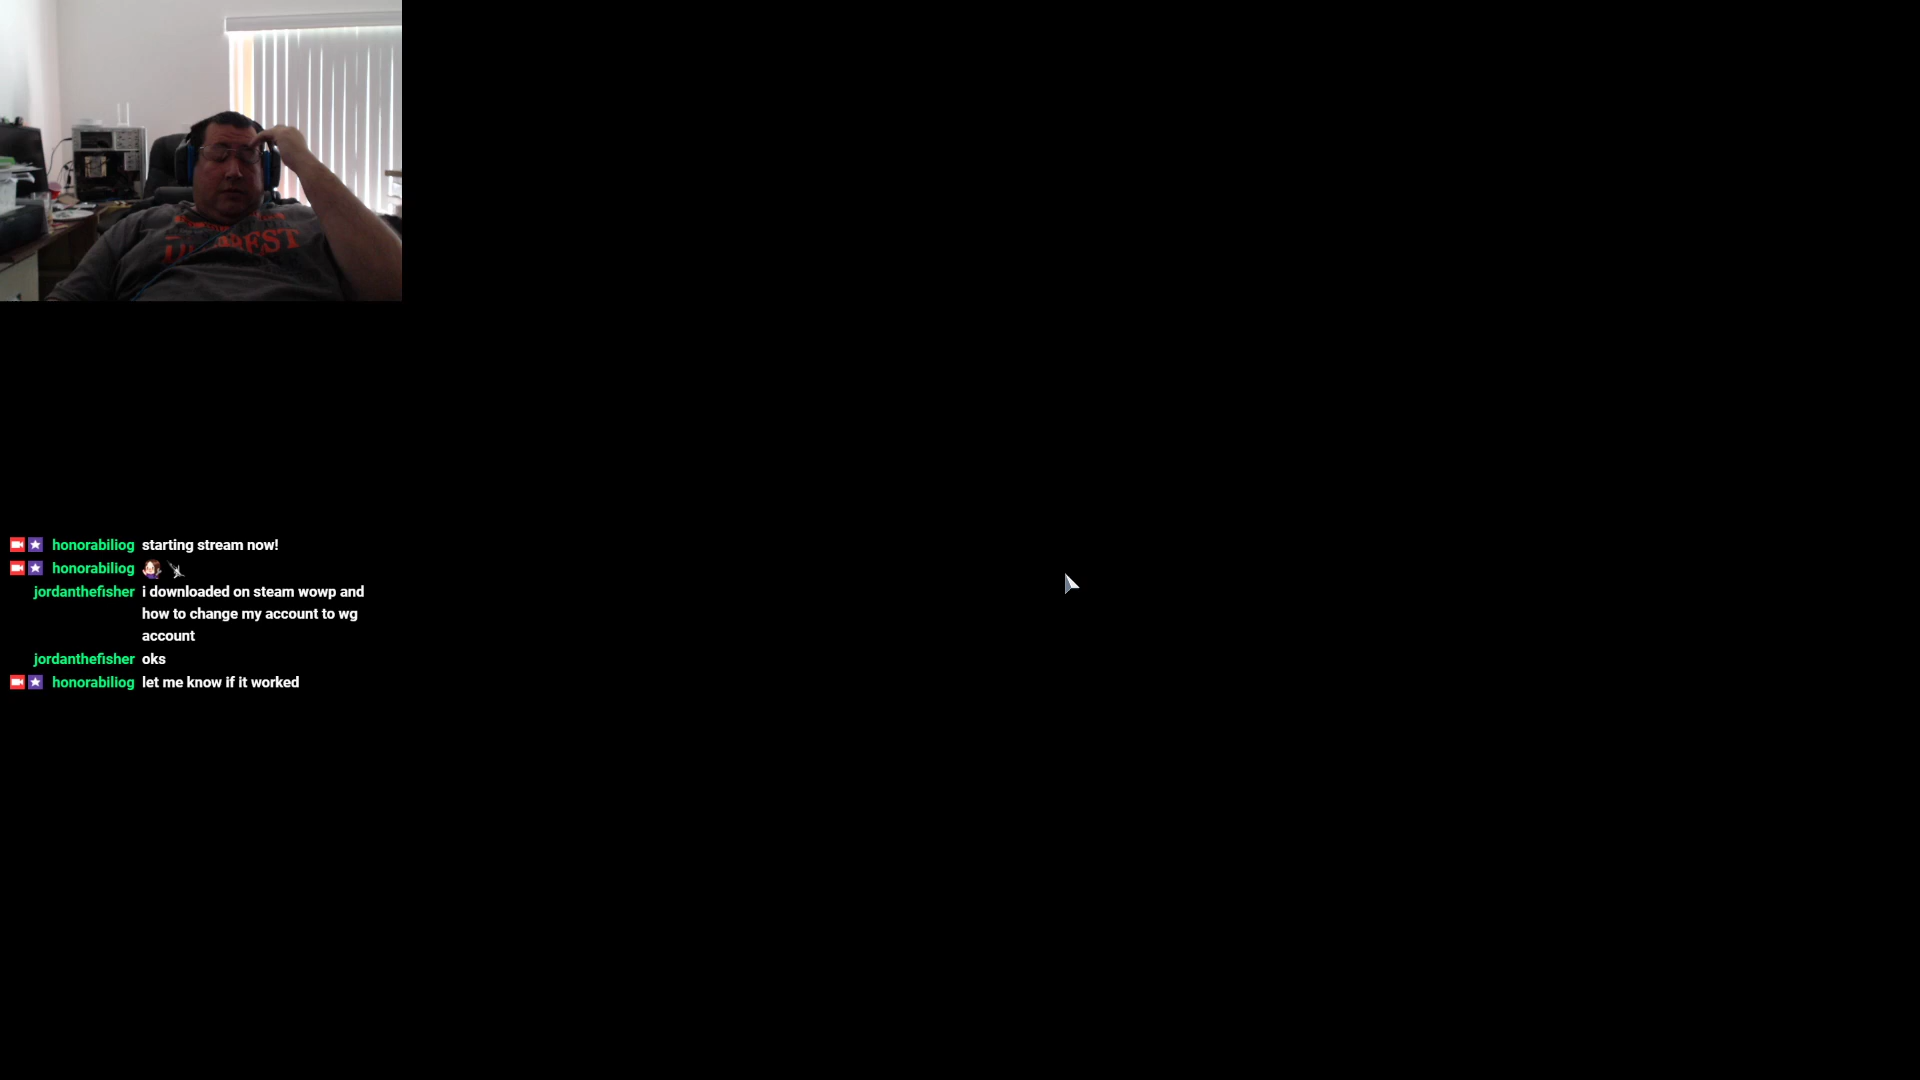 honorabiliog starting stream now!
honorabiliog
jordanthefisher i downloaded on steam wowp and
how to change my account to wg
account
jordanthefisher oks
honorabiliog let me know if it worked